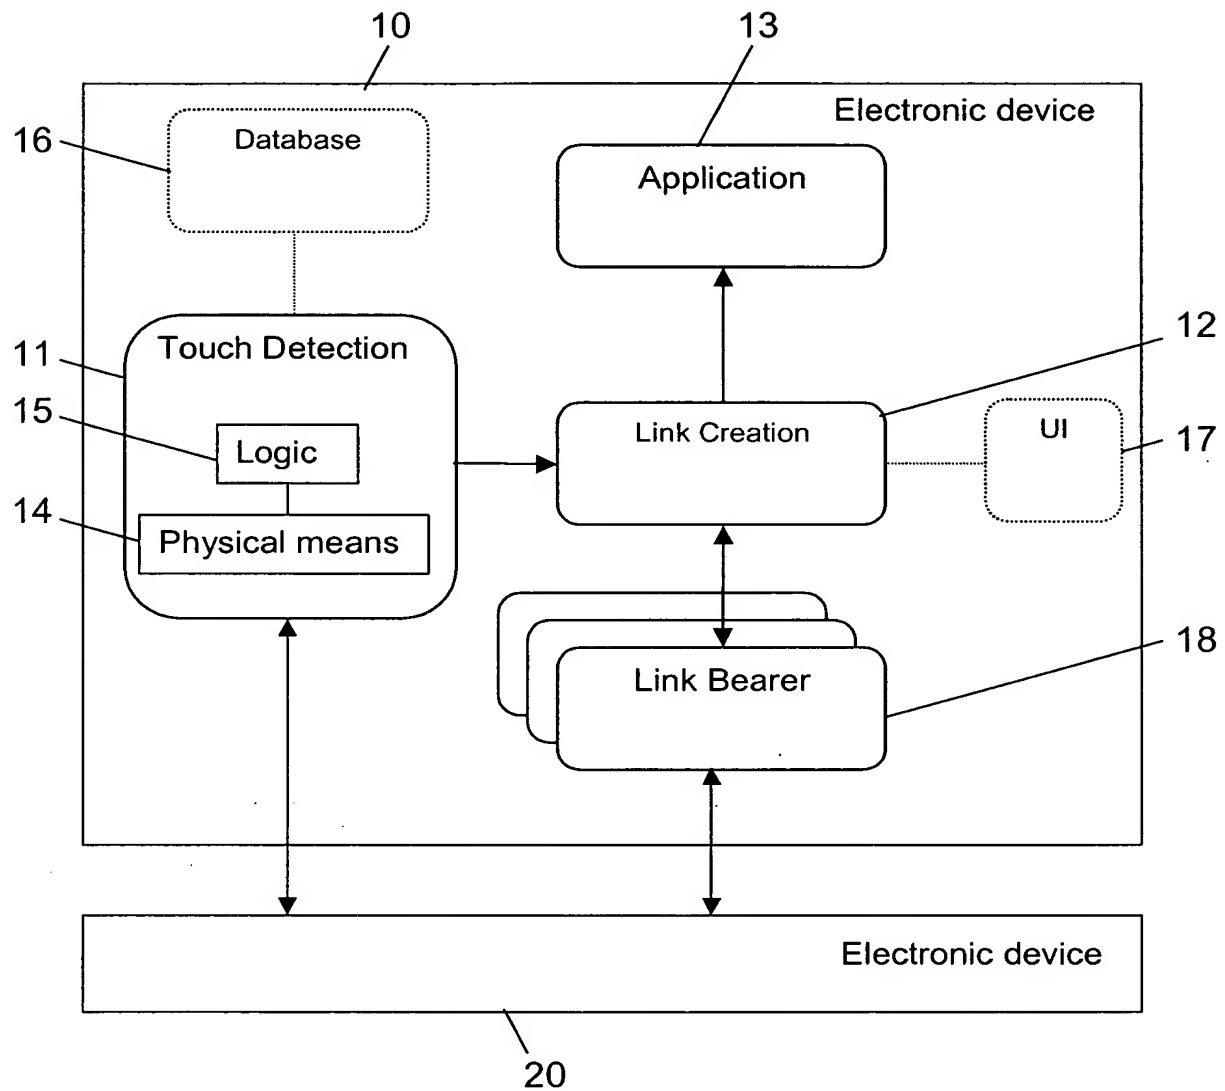 10
13
Electronic device
16
Database
Application
11
Touch Detection
12
15
Logic
Link Creation
UI
17
14
Physical means
18
Link Bearer
Electronic device
20